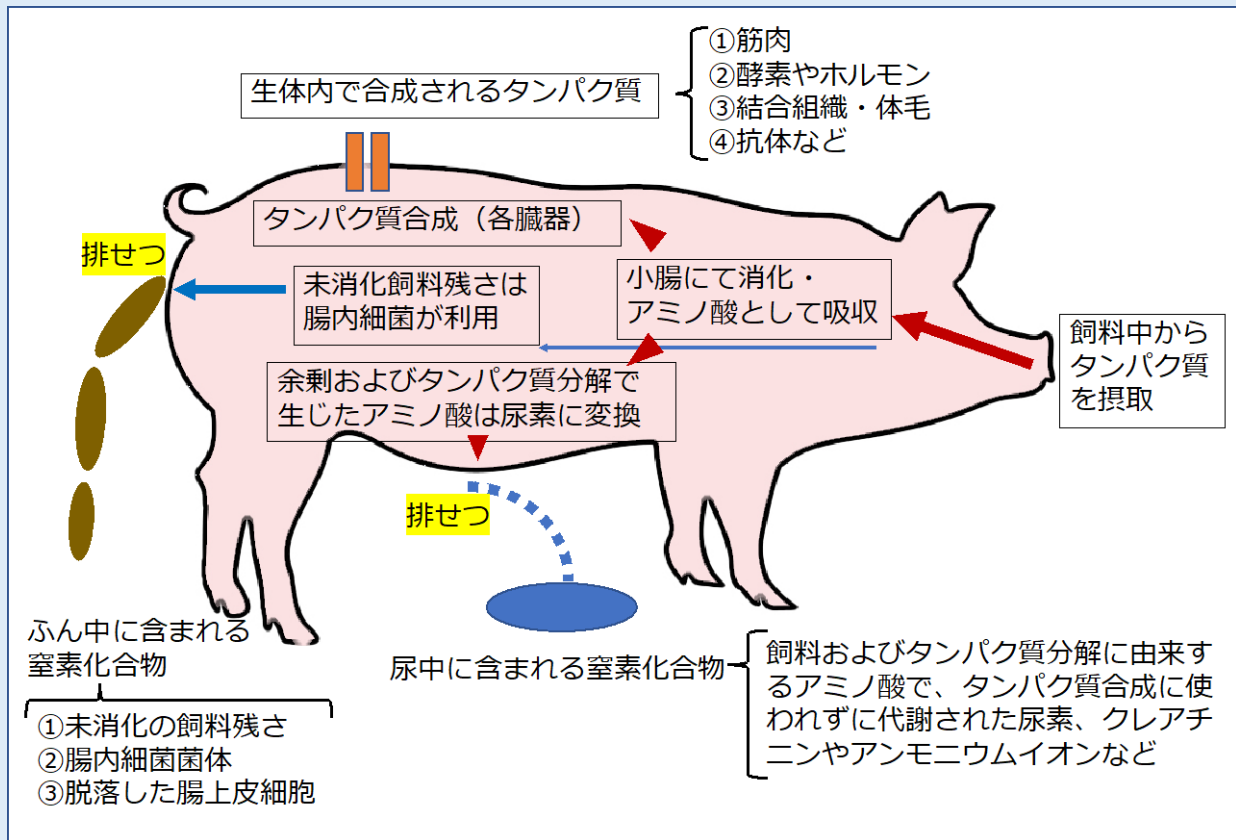 生体内で合成されるタンパク質
①筋肉
②酵素やホルモン
③結合組織・体毛
④抗体など
タンパク質合成（各臓器）
排せつ
未消化飼料残さは
腸内細菌が利用
小腸にて消化・
アミノ酸として吸収
飼料中から
タンパク質
を摂取
余剰およびタンパク質分解で
生じたアミノ酸は尿素に変換
排せつ
ふん中に含まれる
窒素化合物
①未消化の飼料残さ
②腸内細菌菌体
③脱落した腸上皮細胞
尿中に含まれる窒素化合物
飼料およびタンパク質分解に由来す
るアミノ酸で、タンパク質合成に使
われずに代謝された尿素、クレアチ
ニンやアンモニウムイオンなど